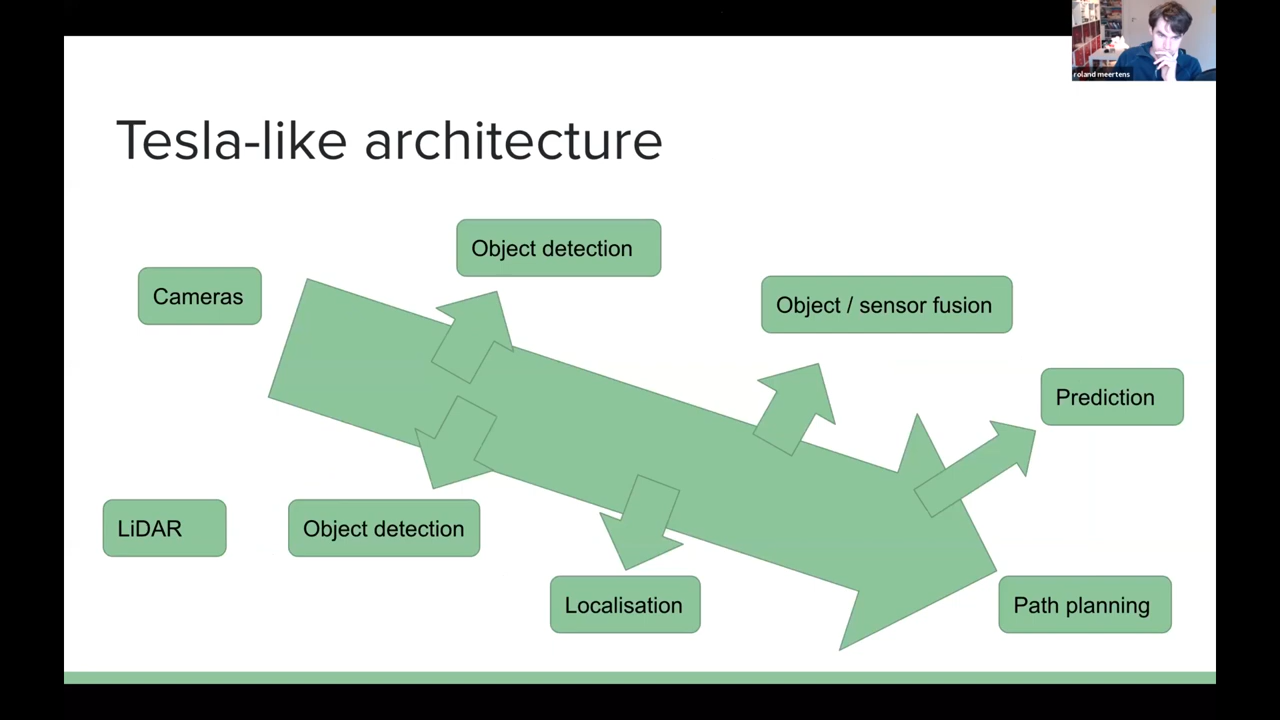 roland meertens
Tesla-like architecture
Object detection
Cameras
Object / sensor fusion
Prediction
LiDAR
Object detection
Localisation
Path planning